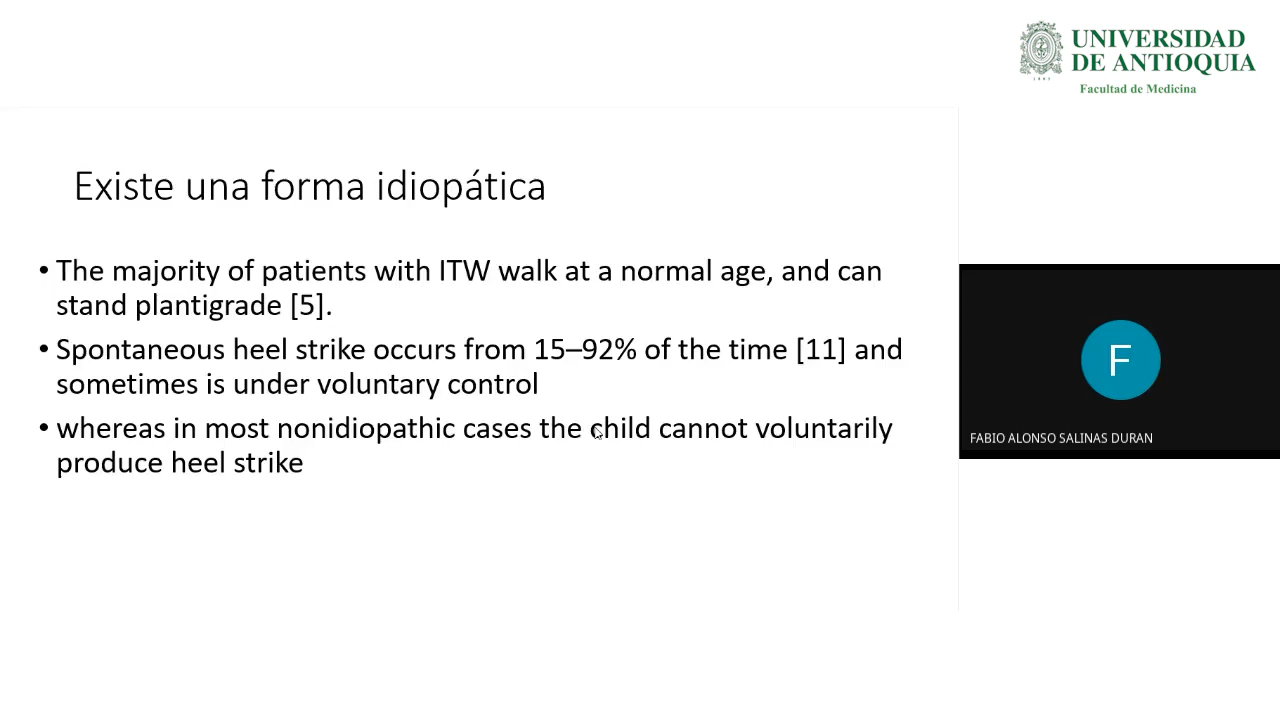 UNIVERSIDAD
DE ANTIOQUIA
1803
Facultad de Medicina
Existe una forma idiopática
• The majority of patients with ITW walk at a normal age, and can
stand plantigrade [5].
• Spontaneous heel strike occurs from 15–92% of the time [11] and
sometimes is under voluntary control
• whereas in most nonidiopathic cases the child cannot voluntarily
produce heel strike
F
FABIO ALONSO SALINAS DURAN